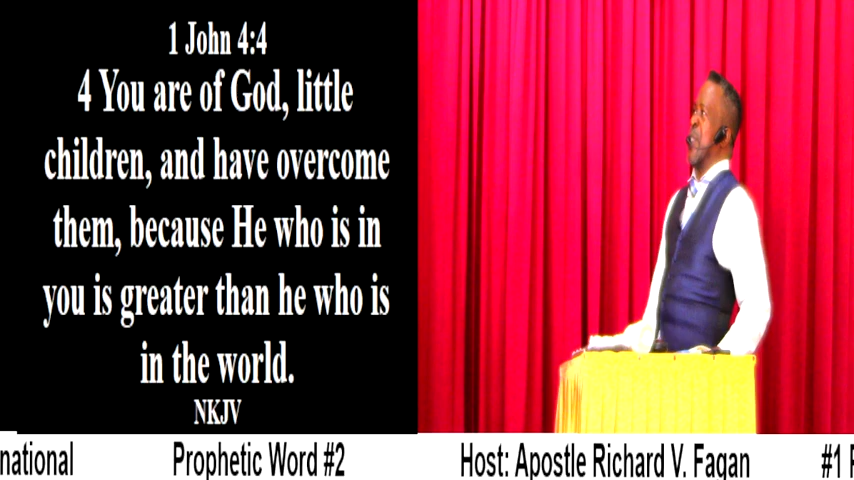 1 John 4:4
4 You are of God, little
children, and have overcome
them, because He who is in
you is greater than he who is
in the world.
NKJV
national Prophetic Word #2 Host: Apostle Richard V. Fagan #1